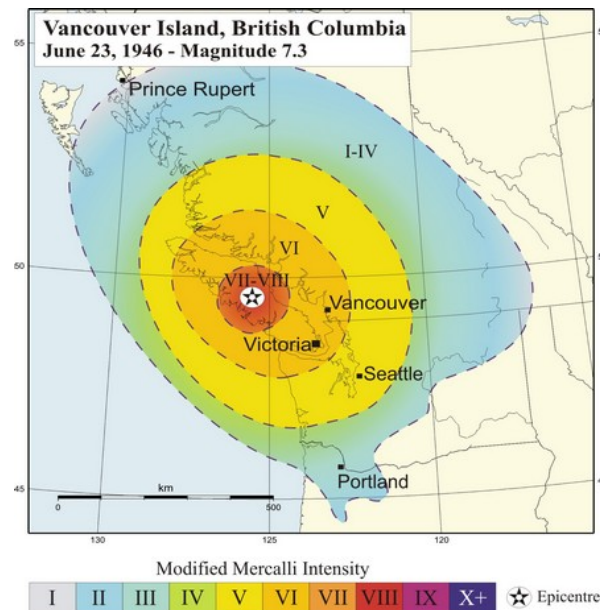 Vancouver Island, British Columbia
June 23, 1946 - Magnitude 7.3
55
Prince Rupert
I-IV
V
50
VI
VII-VIII
Vancouver
Victoria
Seattle
Portland
45
km
0
500
130
125
120
Modified Mercalli Intensity
I II III IV V VI VII VIII IX X+ Epicentre